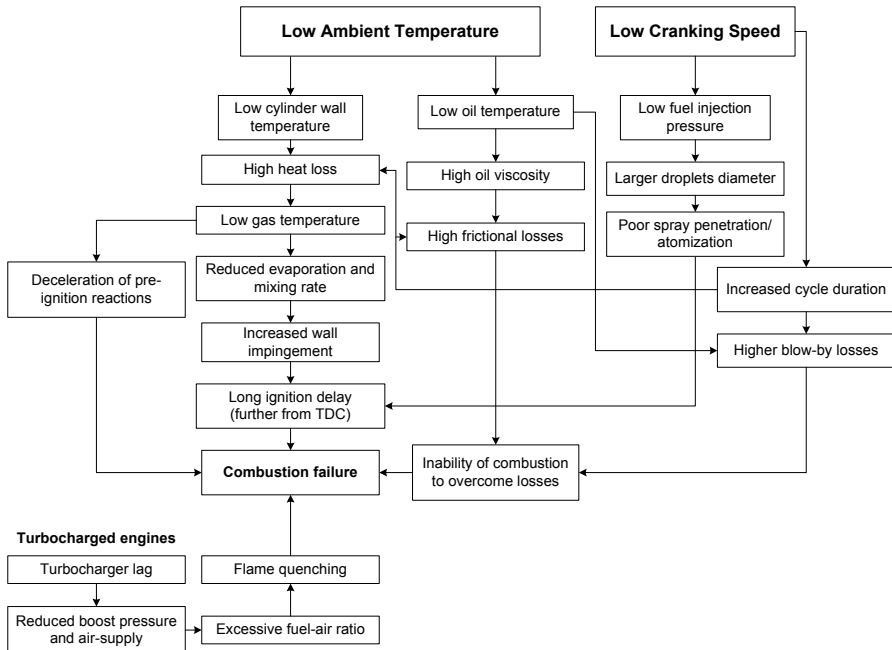 Low Ambient Temperature
Low Cranking Speed
Low cylinder wall
temperature
Low oil temperature
Low fuel injection
pressure
High heat loss
High oil viscosity
Larger droplets diameter
Low gas temperature
High frictional losses
Poor spray penetration/
atomization
Deceleration of pre-
ignition reactions
Reduced evaporation and
mixing rate
Increased cycle duration
Increased wall
impingement
Higher blow-by losses
Long ignition delay
(further from TDC)
Combustion failure
Inability of combustion
to overcome losses
Turbocharged engines
Turbocharger lag
Flame quenching
Reduced boost pressure
and air-supply
Excessive fuel-air ratio